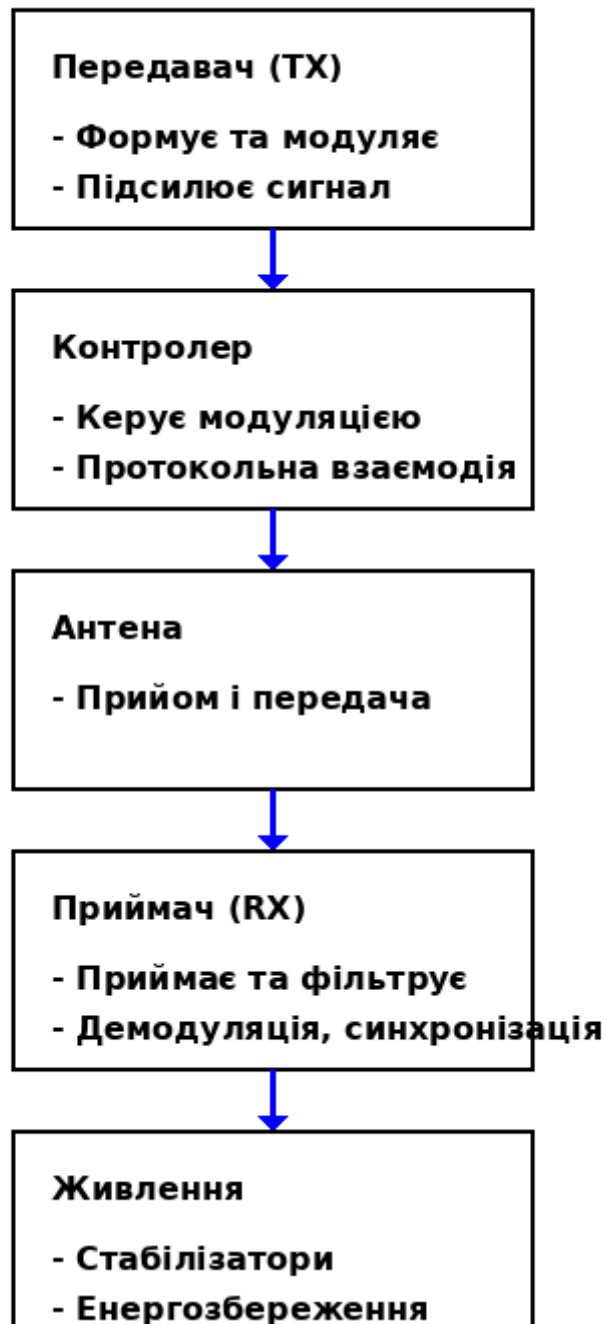 Передавач (TX)
- Формує та модуляє
- Підсилює сигнал
Контролер
- Керує модуляцією
- Протокольна взаємодія
Антена
- Прийом і передача
Приймач (RX)
- Приймає та фільтрує
- Демодуляція, синхронізація
Живлення
- Стабілізатори
- Енергозбереження